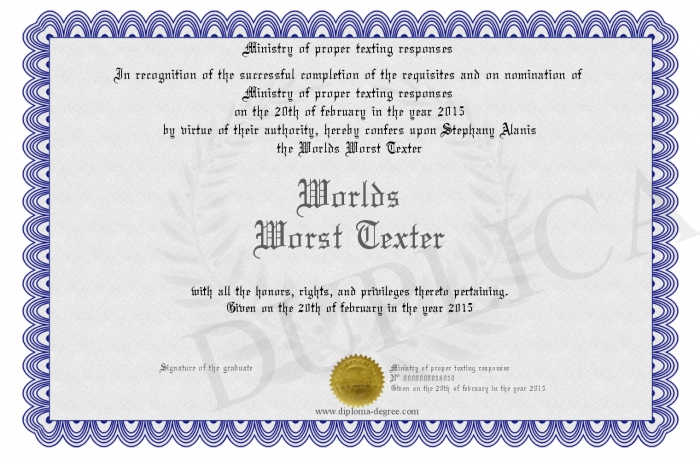 Ministry of proper texting responses
In recognition of the successful completion of the requisites and on nomination of
Ministry of proper texting responses
on the 20th of february in the year 2015
by virtue of their authority, hereby confers upon Stephany Alanis
the Worlds Worst Texter
Worlds
Worst Texter
with all the honors, rights, and privileges thereto pertaining.
Given on the 20th of february in the year 2015
Signature of the graduate
Ministry of proper texting responses
Nº
Given on the 20th of february in the year 2015
www.diploma-degree.com
DUPLICA